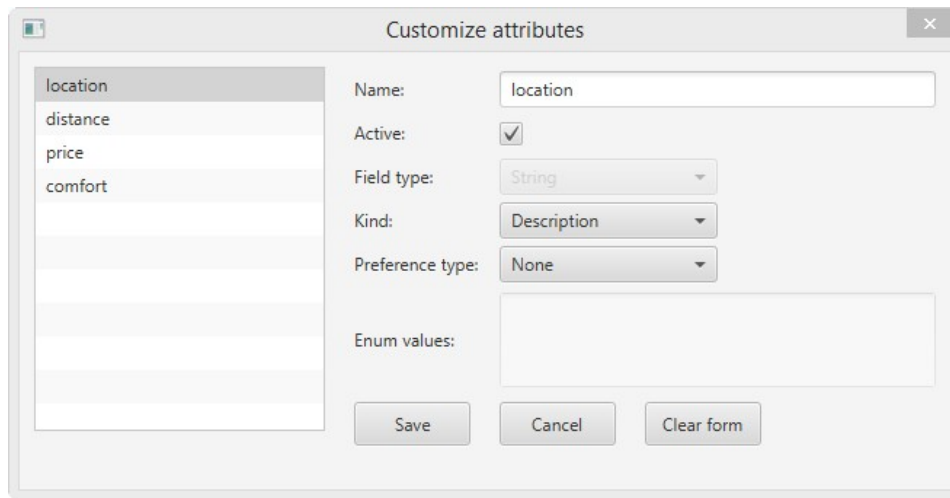 Customize attributes
location
distance
price
comfort
Name: location
Active:
Field type: String
Kind: Description
Preference type: None
Enum values:
Save Cancel Clear form